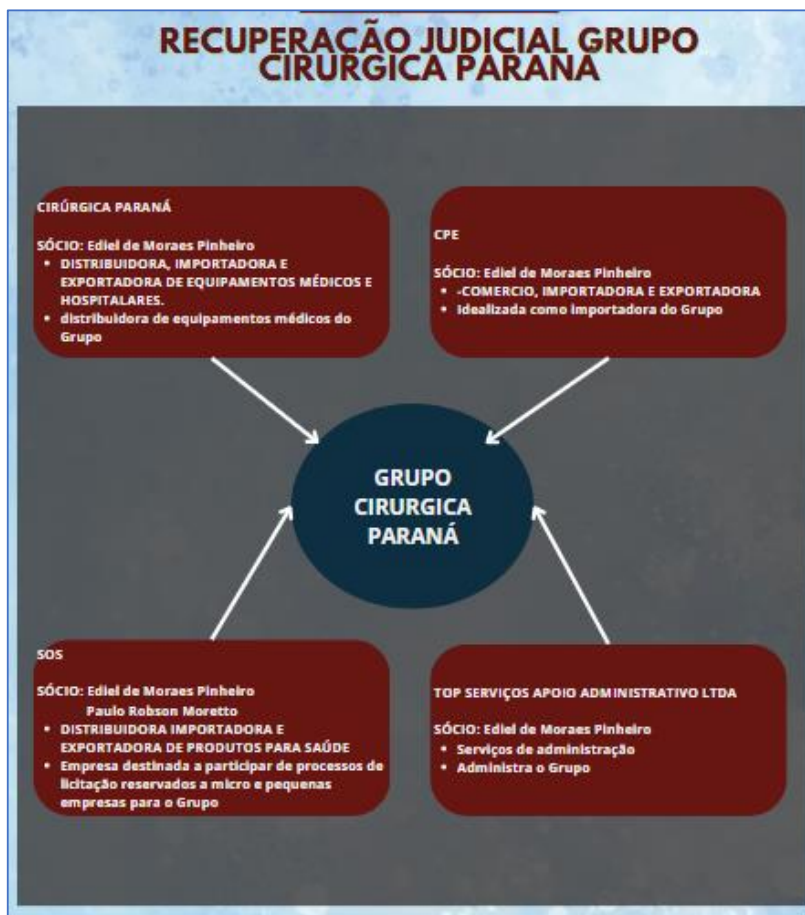 RECUPERAÇÃO JUDICIAL GRUPO
CIRURGICA PARANÁ
CIRÚRGICA PARANÁ
SÓCIO: Ediel de Moraes Pinheiro
• DISTRIBUIDORA, IMPORTADORA E
EXPORTADORA DE EQUIPAMENTOS MÉDICOS E
HOSPITALARES.
• distribuidora de equipamentos médicos do
Grupo
CPE
SÓCIO: Ediel de Moraes Pinheiro
• -COMERCIO, IMPORTADORA E EXPORTADORA
• Idealizada como importadora do Grupo
GRUPO
CIRURGICA
PARANÁ
SOS
SÓCIO: Ediel de Moraes Pinheiro
Paulo Robson Moretto
• DISTRIBUIDORA IMPORTADORA E
EXPORTADORA DE PRODUTOS PARA SAÚDE
• Empresa destinada a participar de processos de
licitação reservados a micro e pequenas
empresas para o Grupo
TOP SERVIÇOS APOIO ADMINISTRATIVO LTDA
SÓCIO: Ediel de Moraes Pinheiro
• Serviços de administração
• Administra o Grupo